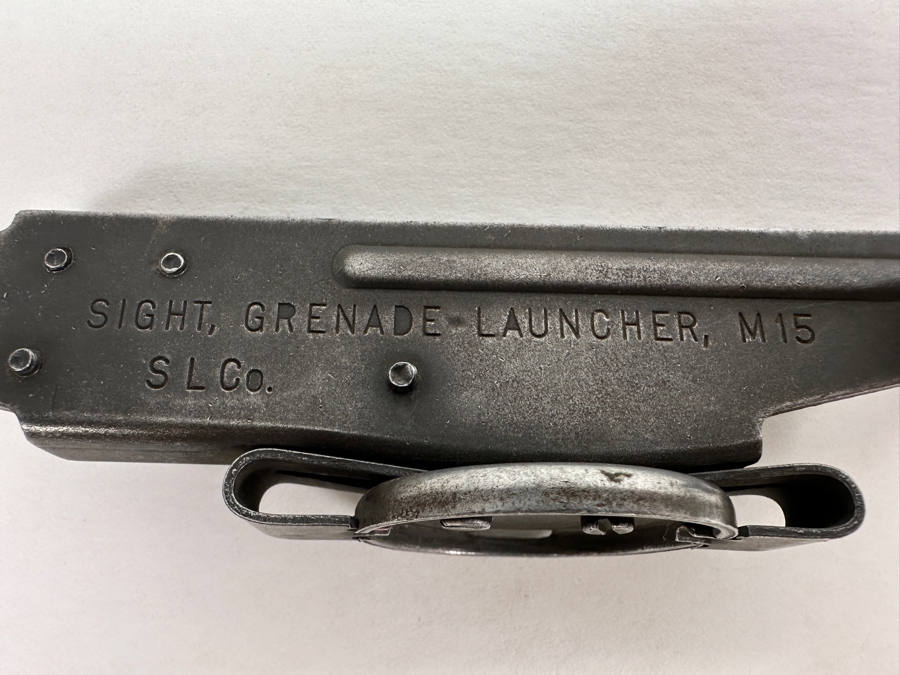 SIGHT, GRENADE LAUNCHER, M15
S L Co.